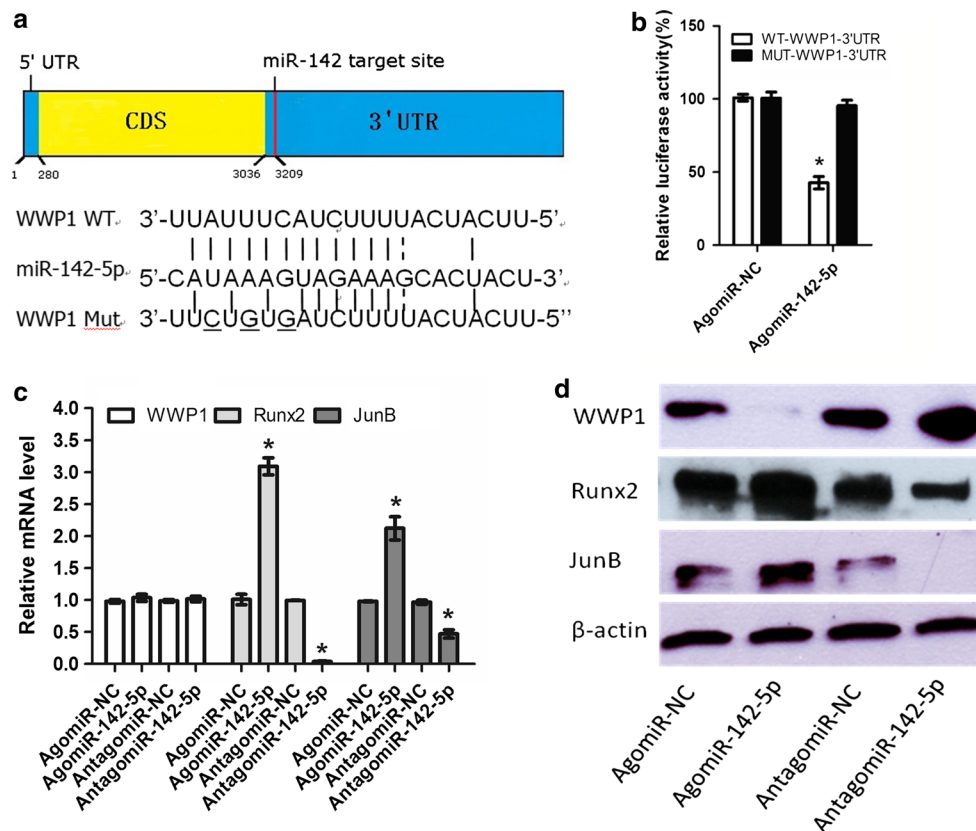 a
5' UTR
miR-142 target site
CDS
3'UTR
1
280
3036
3209
WWP1 WT
3'-UUAUUUCAUCUUUUACUACUU-5'
miR-142-5p
5'-CAUAAAGUAGAAAGCACUACU-3'
WWP1 Mut
3'-UUCUGUGAUCUUUUACUACUU-5''
b
Relative luciferase activity(%)
150
100
50
0
WT-WWP1-3'UTR
MUT-WWP1-3'UTR
*
AgomiR-NC
AgomiR-142-5p
c
Relative mRNA level
4.0
3.5
3.0
2.5
2.0
1.5
1.0
0.5
0.0
WWP1
Runx2
JunB
*
*
*
*
AgomiR-NC
AgomiR-142-5p
AntagomiR-NC
AntagomiR-142-5p
AgomiR-NC
AgomiR-142-5p
AntagomiR-NC
AntagomiR-142-5p
AgomiR-NC
AgomiR-142-5p
AntagomiR-NC
AntagomiR-142-5p
d
WWP1
Runx2
JunB
β-actin
AgomiR-NC
AgomiR-142-5p
AntagomiR-NC
AntagomiR-142-5p